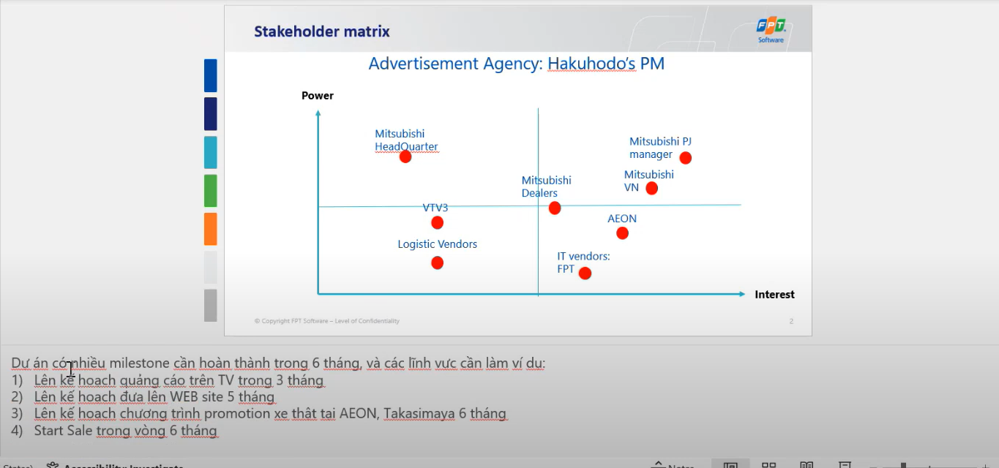 Stakeholder matrix
FPT
Software
Advertisement Agency: Hakuhodo's PM
Power
Mitsubishi
HeadQuarter
Mitsubishi PJ
manager
Mitsubishi
VN
Mitsubishi
Dealers
VTV3
AEON
Logistic Vendors
IT vendors:
FPT
Interest
© Copyright FPT Software – Level of Confidentiality
2
Dự án có nhiều milestone cần hoàn thành trong 6 tháng, và các lĩnh vưc cần làm ví dụ:
1) Lên kế hoach quảng cáo trên TV trong 3 tháng
2) Lên kế hoach đưa lên WEB site 5 tháng
3) Lên kế hoach chương trình promotion xe thật tai AEON, Takasimaya 6 tháng
4) Start Sale trong vòng 6 tháng
States)
Accessibility: Investigate
Notes